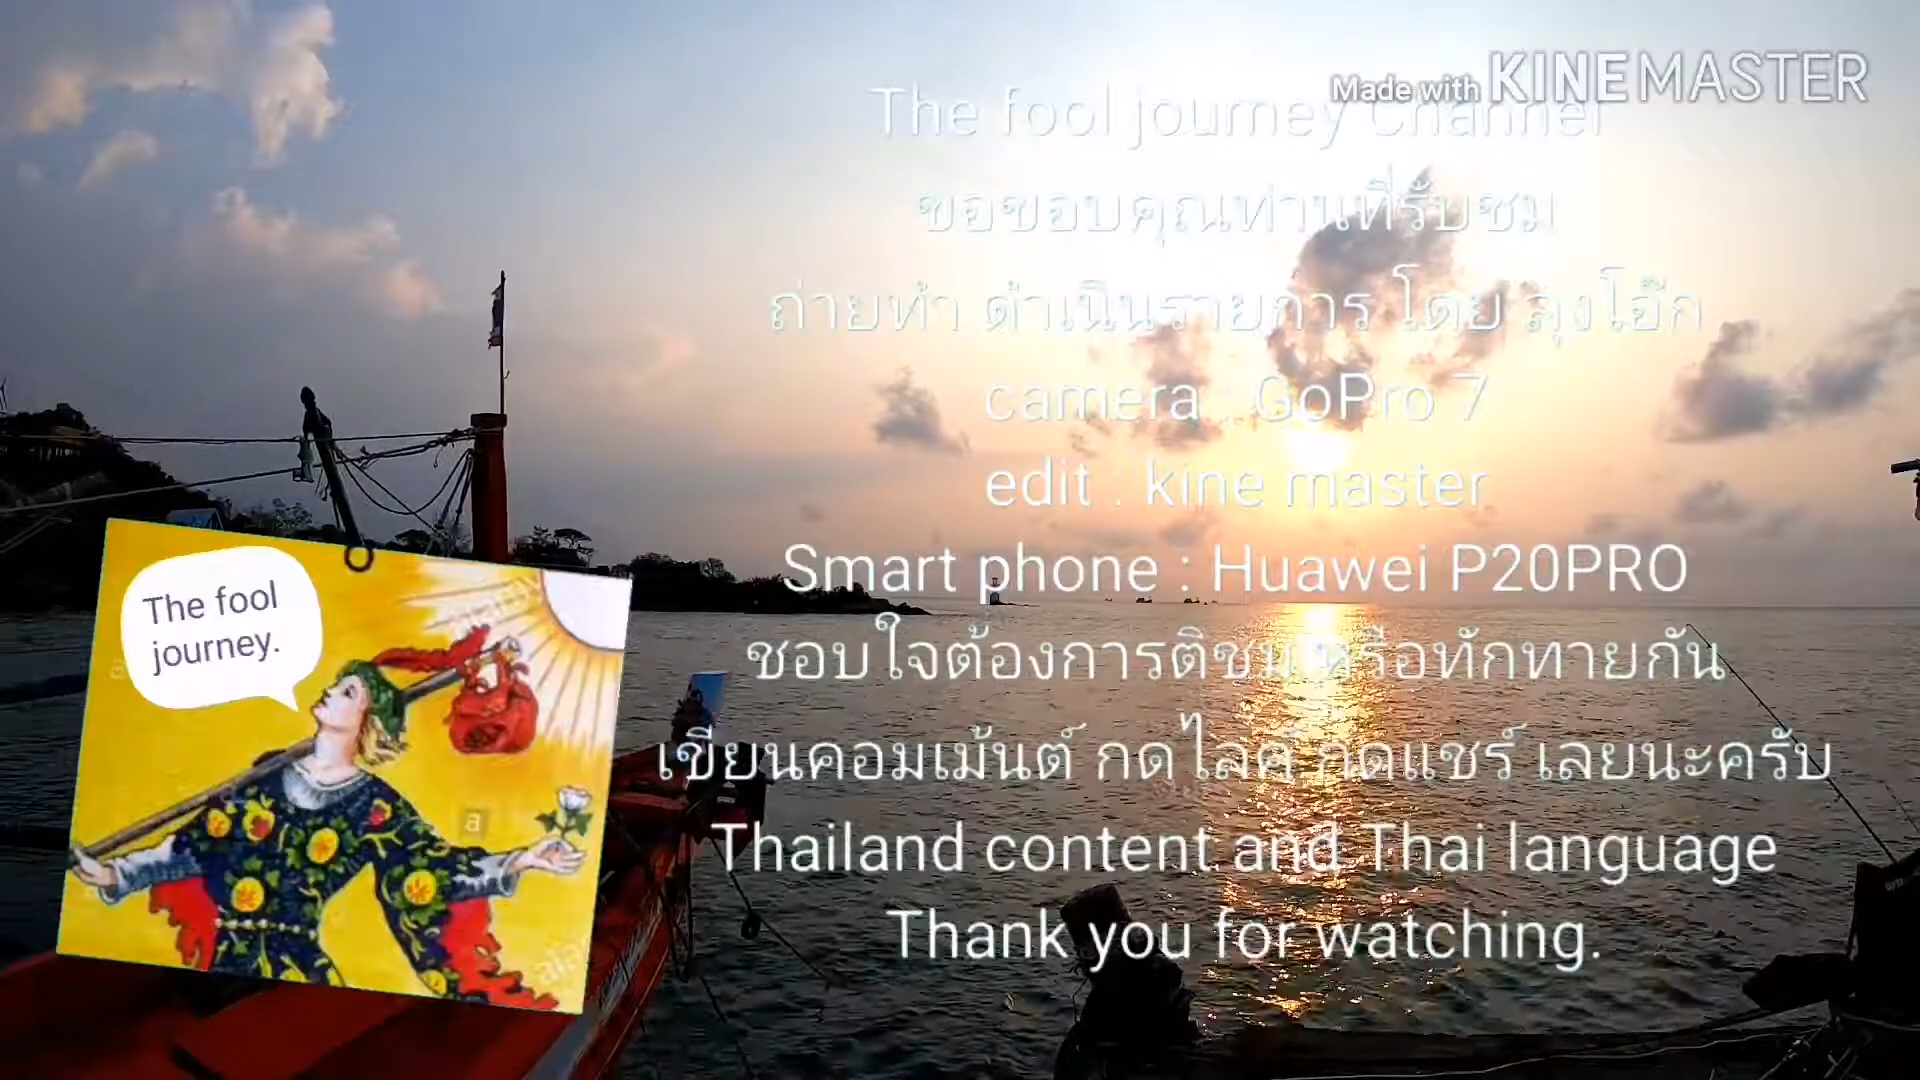 Made with KINEMASTER
The fool journey Channel
ขอขอบคุณท่านที่รับชม
ถ่ายทำ ดำเนินรายการ โดย ลุงโอ๊ก
camera : GoPro 7
edit : kine master
Smart phone : Huawei P20PRO
ชอบใจต้องการติชม หรือทักทายกัน
เขียนคอมเม้นต์ กดไลค์ กดแชร์ เลยนะครับ
Thailand content and Thai language
Thank you for watching.
The fool
journey.
a